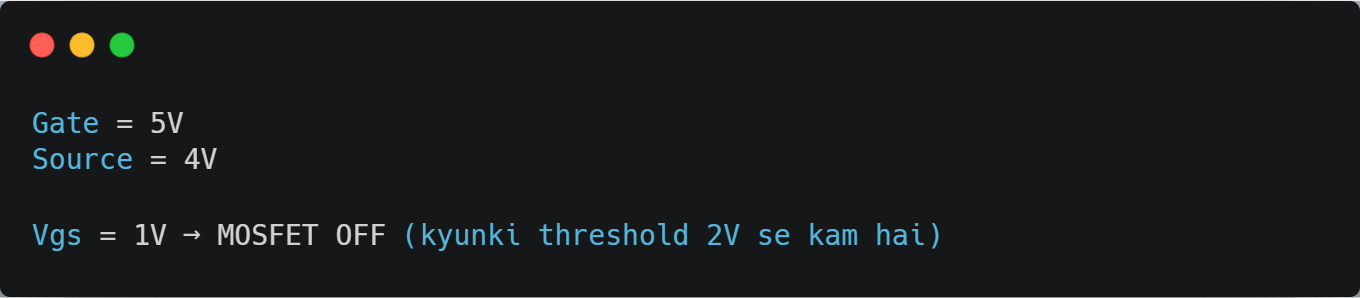 Gate = 5V
Source = 4V
Vgs = 1V → MOSFET OFF (kyunki threshold 2V se kam hai)